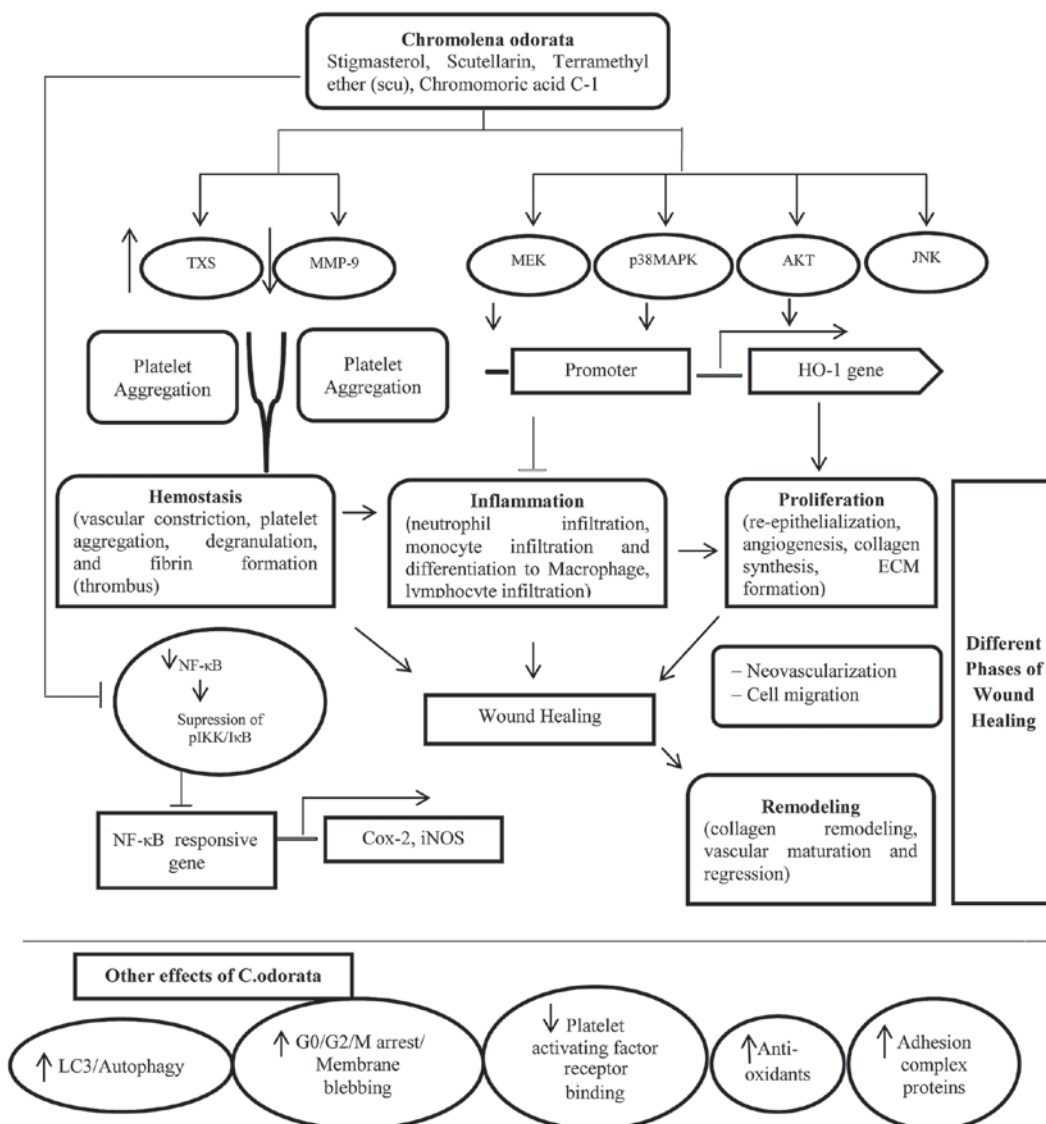 Chromolena odorata
Stigmasterol, Scutellarin, Terramethyl
ether (scu), Chromomoric acid C-1
TXS
MMP-9
MEK
p38MAPK
AKT
JNK
Platelet
Aggregation
Platelet
Aggregation
Promoter
HO-1 gene
Hemostasis
(vascular constriction, platelet
aggregation, degranulation,
and fibrin formation
(thrombus)
Inflammation
(neutrophil infiltration,
monocyte infiltration and
differentiation to Macrophage,
lymphocyte infiltration)
Proliferation
(re-epithelialization,
angiogenesis, collagen
synthesis, ECM
formation)
Different
Phases of
Wound
Healing
NF-κB
Supression of
pIKK/IκB
– Neovascularization
– Cell migration
Wound Healing
NF-κB responsive
gene
Cox-2, iNOS
Remodeling
(collagen remodeling,
vascular maturation and
regression)
Other effects of C.odorata
LC3/Autophagy
G0/G2/M arrest/
Membrane
blebbing
Platelet
activating factor
receptor
binding
Anti-
oxidants
Adhesion
complex
proteins